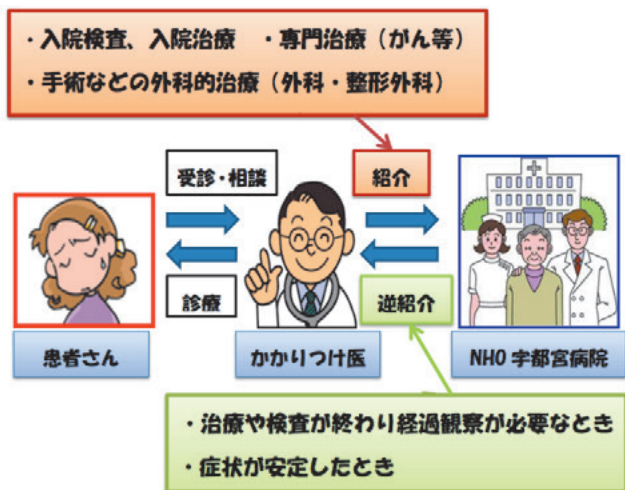 ・入院検査、入院治療　・専門治療（がん等）
・手術などの外科的治療（外科・整形外科）
受診・相談
紹介
診療
逆紹介
患者さん
かかりつけ医
NHO 宇都宮病院
・治療や検査が終わり経過観察が必要なとき
・症状が安定したとき